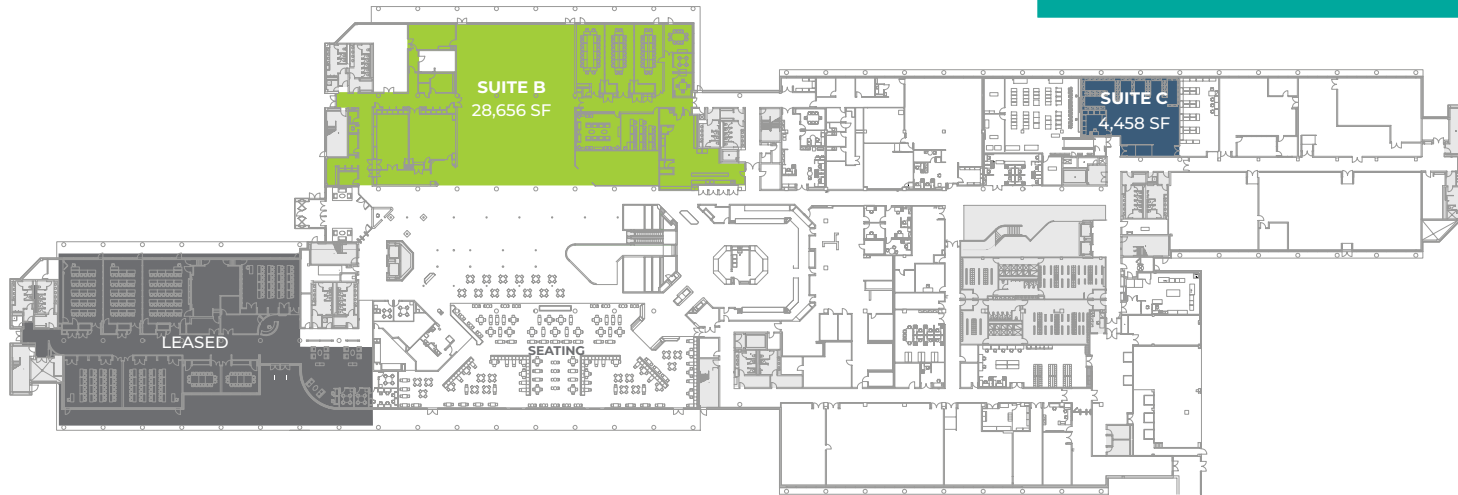 SUITE B
28,656 SF
SUITE C
4,458 SF
LEASED
SEATING